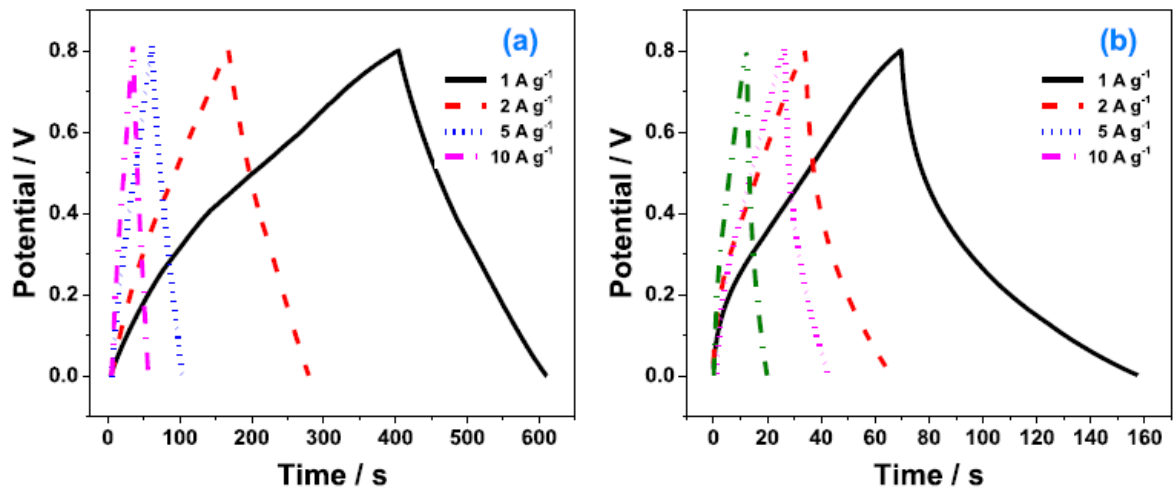 (a)
1 A g⁻¹
2 A g⁻¹
5 A g⁻¹
10 A g⁻¹
Potential / V
0.8
0.6
0.4
0.2
0.0
0 100 200 300 400 500 600
Time / s
(b)
1 A g⁻¹
2 A g⁻¹
5 A g⁻¹
10 A g⁻¹
Potential / V
0.8
0.6
0.4
0.2
0.0
0 20 40 60 80 100 120 140 160
Time / s